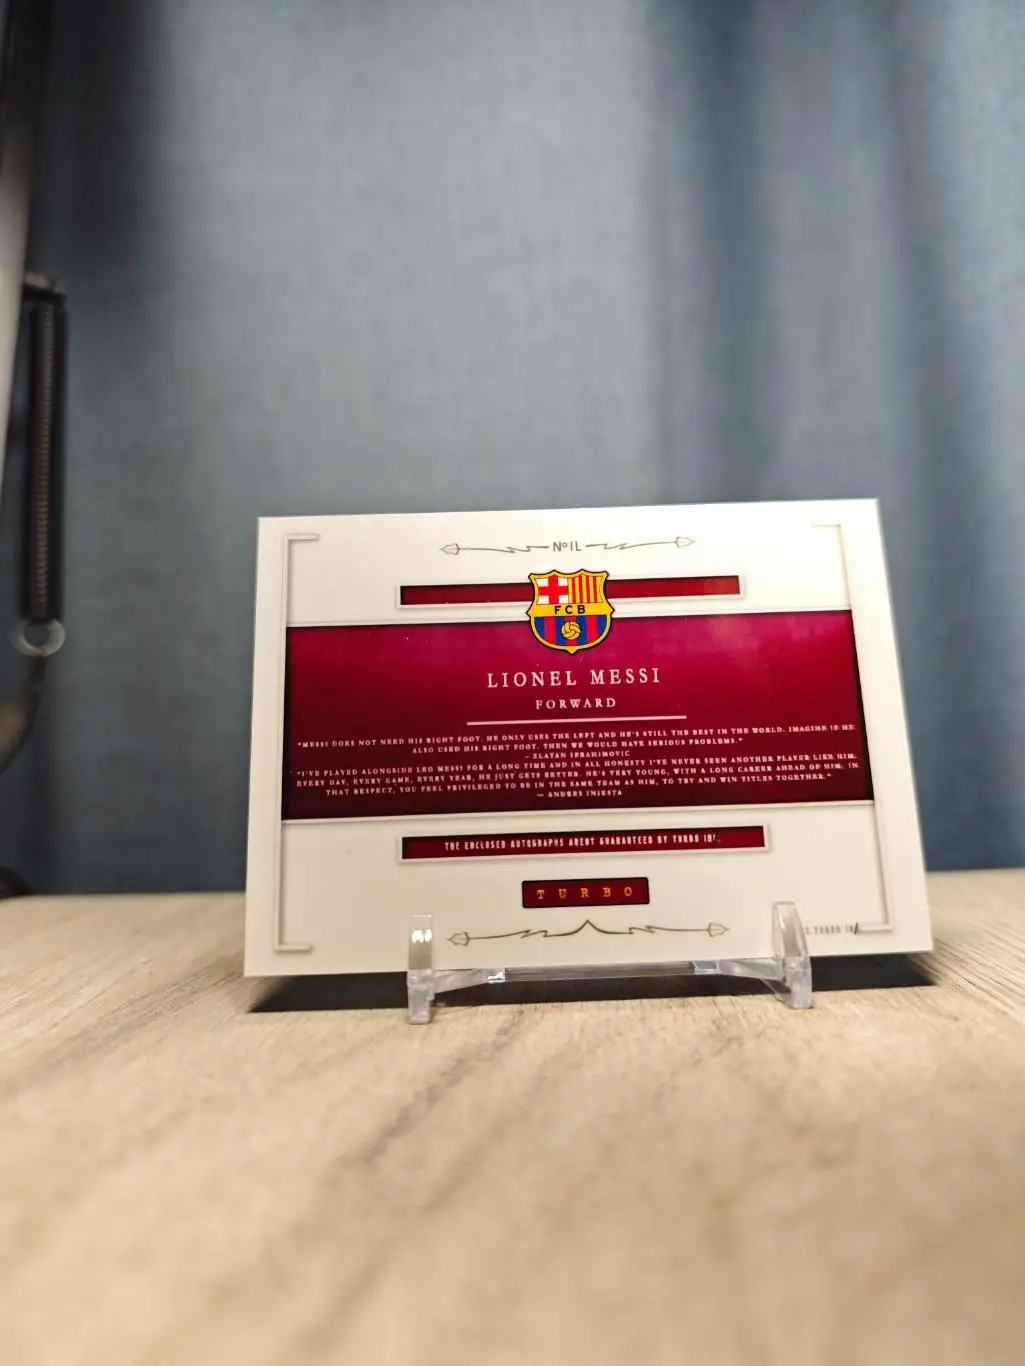 NºIL
FCB
LIONEL MESSI
FORWARD
"MESSI DOES NOT NEED HIS RIGHT FOOT. HE ONLY USES THE LEFT AND HE'S STILL THE BEST IN THE WORLD. IMAGINE IF HE
ALSO USED HIS RIGHT FOOT. THEN WE WOULD HAVE SERIOUS PROBLEMS."
– ZLATAN IBRAHIMOVIC
"I'VE PLAYED ALONGSIDE LEO MESSI FOR A LONG TIME AND IN ALL HONESTY I'VE NEVER SEEN ANOTHER PLAYER LIKE HIM.
EVERY DAY, EVERY GAME, EVERY YEAR, HE JUST GETS BETTER. HE'S VERY YOUNG, WITH A LONG CAREER AHEAD OF HIM. IN
THAT RESPECT, YOU FEEL PRIVILEGED TO BE IN THE SAME TEAM AS HIM, TO TRY AND WIN TITLES TOGETHER."
– ANDRES INIESTA
THE ENCLOSED AUTOGRAPHS ARENT GUARANTEED BY TURBO
TURBO
TURBO